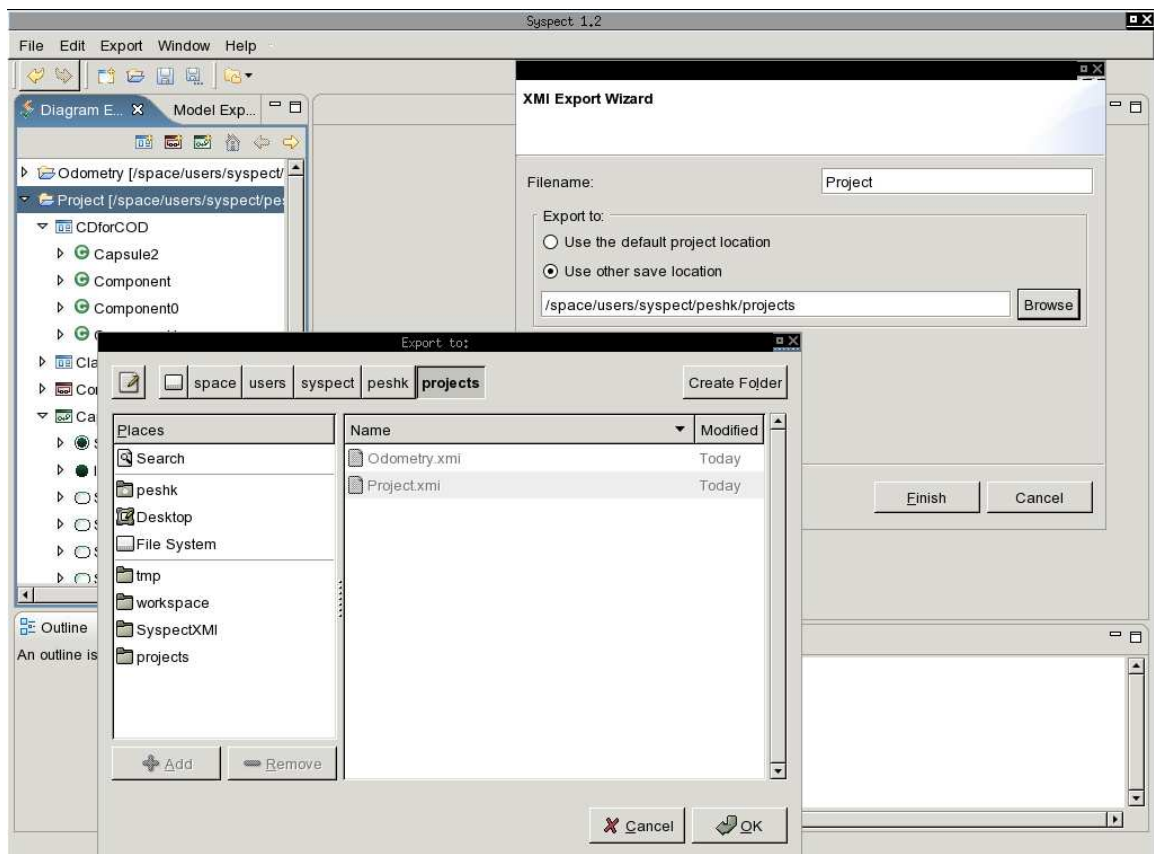 Syspect 1.2
File Edit Export Window Help
Diagram E... Model Exp...
Odometry [/space/users/syspect/
Project [/space/users/syspect/pes
CDforCOD
Capsule2
Component
Component0
Cla
Co
Ca
XMI Export Wizard
Filename: Project
Export to:
Use the default project location
Use other save location
/space/users/syspect/peshk/projects Browse
Finish Cancel
Export to:
space users syspect peshk projects Create Folder
Places Name Modified
Search Odometry.xmi Today
peshk Project.xmi Today
Desktop
File System
tmp
workspace
SyspectXMI
projects
Add Remove
Cancel OK
Outline
An outline is